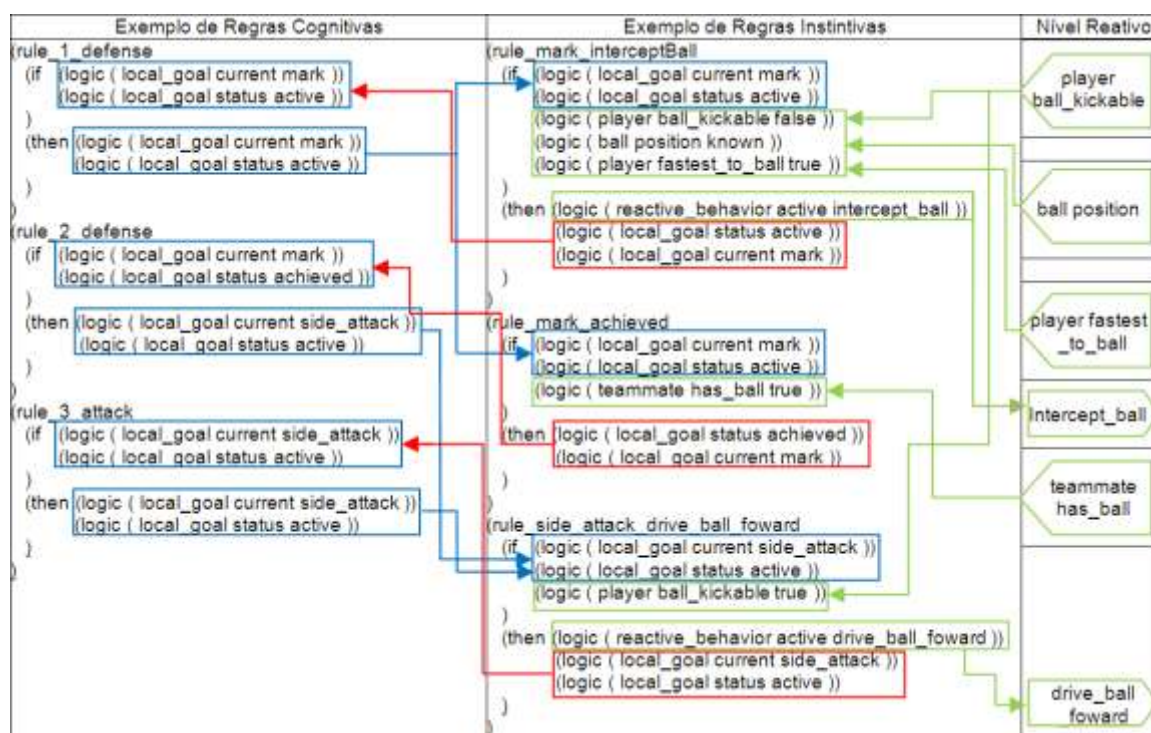 Exemplo de Regras Cognitivas
(rule_1_defense
(if (logic ( local_goal current mark ))
(logic ( local_goal status active ))
)
(then (logic ( local_goal current mark ))
(logic ( local_goal status active ))
)
)
(rule_2_defense
(if (logic ( local_goal current mark ))
(logic ( local_goal status achieved ))
)
(then (logic ( local_goal current side_attack ))
(logic ( local_goal status active ))
)
)
(rule_3_attack
(if (logic ( local_goal current side_attack ))
(logic ( local_goal status active ))
)
(then (logic ( local_goal current side_attack ))
(logic ( local_goal status active ))
)
)
Exemplo de Regras Instintivas
(rule_mark_interceptBall
(if (logic ( local_goal current mark ))
(logic ( local_goal status active ))
(logic ( player ball_kickable false ))
(logic ( ball position known ))
(logic ( player fastest_to_ball true ))
)
(then (logic ( reactive_behavior active intercept_ball ))
(logic ( local_goal status active ))
(logic ( local_goal current mark ))
)
)
(rule_mark_achieved
(if (logic ( local_goal current mark ))
(logic ( local_goal status active ))
(logic ( teammate has_ball true ))
)
(then (logic ( local_goal status achieved ))
(logic ( local_goal current mark ))
)
)
(rule_side_attack_drive_ball_foward
(if (logic ( local_goal current side_attack ))
(logic ( local_goal status active ))
(logic ( player ball_kickable true ))
)
(then (logic ( reactive_behavior active drive_ball_foward ))
(logic ( local_goal current side_attack ))
(logic ( local_goal status active ))
)
)
Nível Reativo
player
ball_kickable
ball position
player fastest
_to_ball
Intercept_ball
teammate
has_ball
drive_ball
_foward